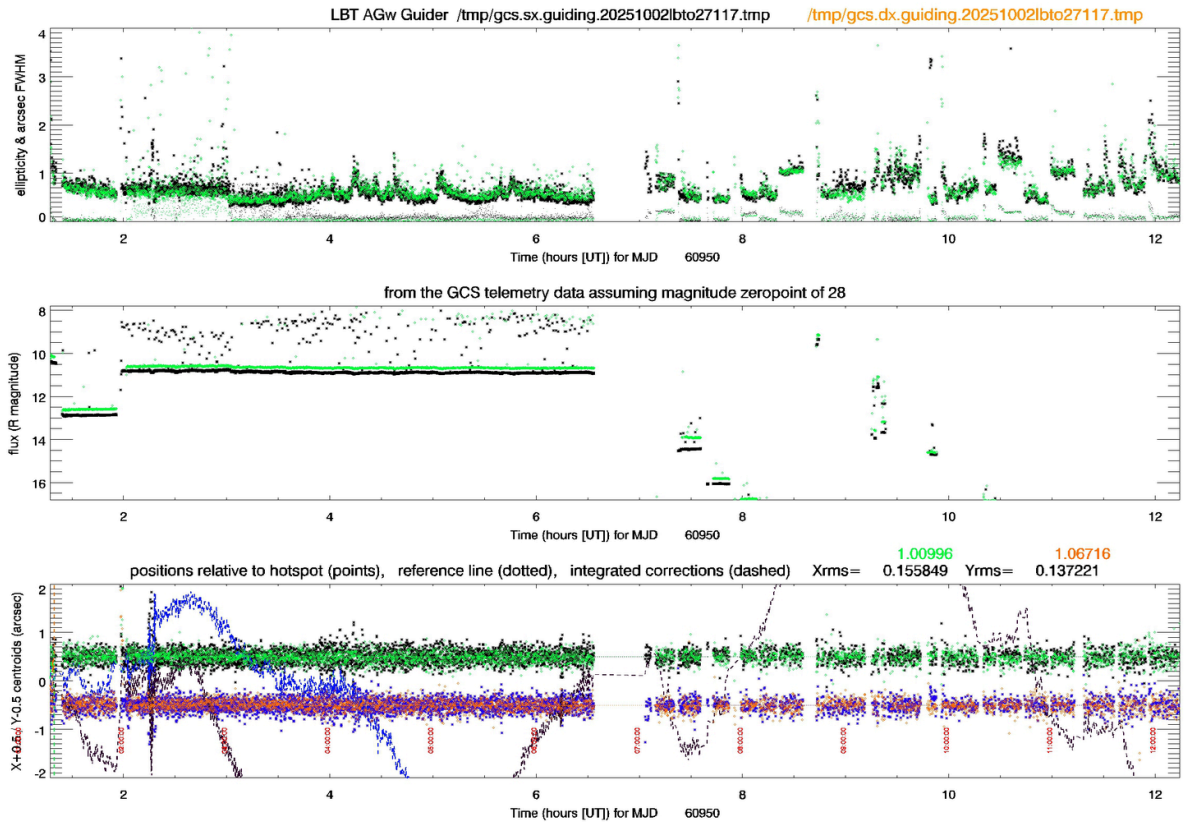 LBT AGw Guider /tmp/gcs.sx.guiding.20251002lbto27117.tmp /tmp/gcs.dx.guiding.20251002lbto27117.tmp
ellipticity & arcsec FWHM
4
3
2
1
0
2 4 6 8 10 12
Time (hours [UT]) for MJD 60950
from the GCS telemetry data assuming magnitude zeropoint of 28
flux (R magnitude)
8
10
12
14
16
2 4 6 8 10 12
Time (hours [UT]) for MJD 60950
1.00996 1.06716
positions relative to hotspot (points), reference line (dotted), integrated corrections (dashed) Xrms= 0.155849 Yrms= 0.137221
X+0.5 Y-0.5 centroids (arcsec)
2
1
0
-1
-2
02:00:00 03:00:00 04:00:00 05:00:00 06:00:00 07:00:00 08:00:00 09:00:00 10:00:00 11:00:00 12:00:00
2 4 6 8 10 12
Time (hours [UT]) for MJD 60950